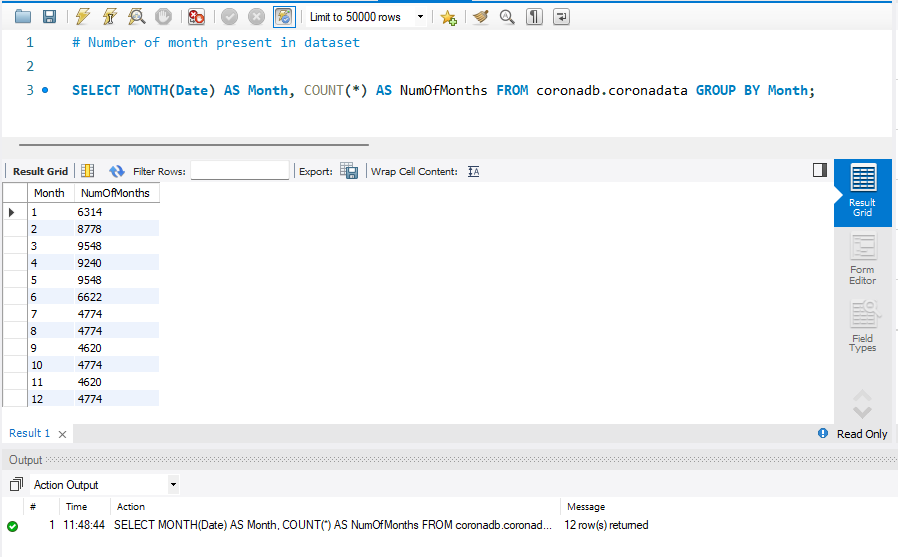 Limit to 50000 rows
1 # Number of month present in dataset
2
3 SELECT MONTH(Date) AS Month, COUNT(*) AS NumOfMonths FROM coronadb.coronadata GROUP BY Month;
Result Grid Filter Rows: Export: Wrap Cell Content:
Month NumOfMonths
1 6314
2 8778
3 9548
4 9240
5 9548
6 6622
7 4774
8 4774
9 4620
10 4774
11 4620
12 4774
Result
Grid
Form
Editor
Field
Types
Result 1 Read Only
Output
Action Output
# Time Action Message
1 11:48:44 SELECT MONTH(Date) AS Month, COUNT(*) AS NumOfMonths FROM coronadb.coronad... 12 row(s) returned